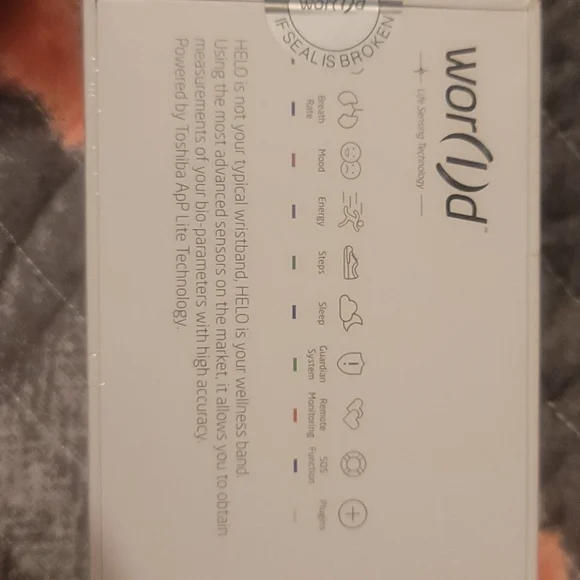 wor(l)d™
Life Sensing Technology
Breath Rate
Mood
Energy
Steps
Sleep
Guardian System
Remote Monitoring
SOS Function
Plugins
HELO is not your typical wristband, HELO is your wellness band.
Using the most advanced sensors on the market, it allows you to obtain
measurements of your bio-parameters with high accuracy.
Powered by Toshiba ApP Lite Technology.
wor(l)d
IF SEAL IS BROKEN